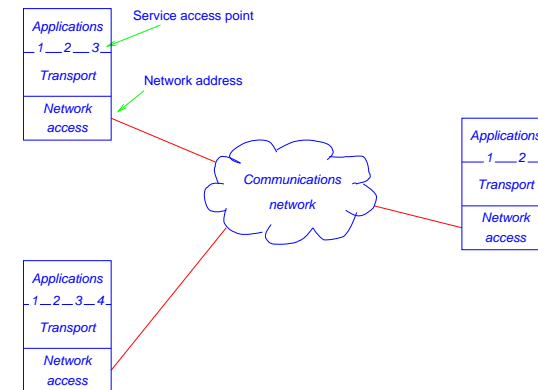 Service access point
Applications
1 2 3
Transport
Network address
Network
access
Communications
network
Applications
1 2
Transport
Network
access
Applications
1 2 3 4
Transport
Network
access